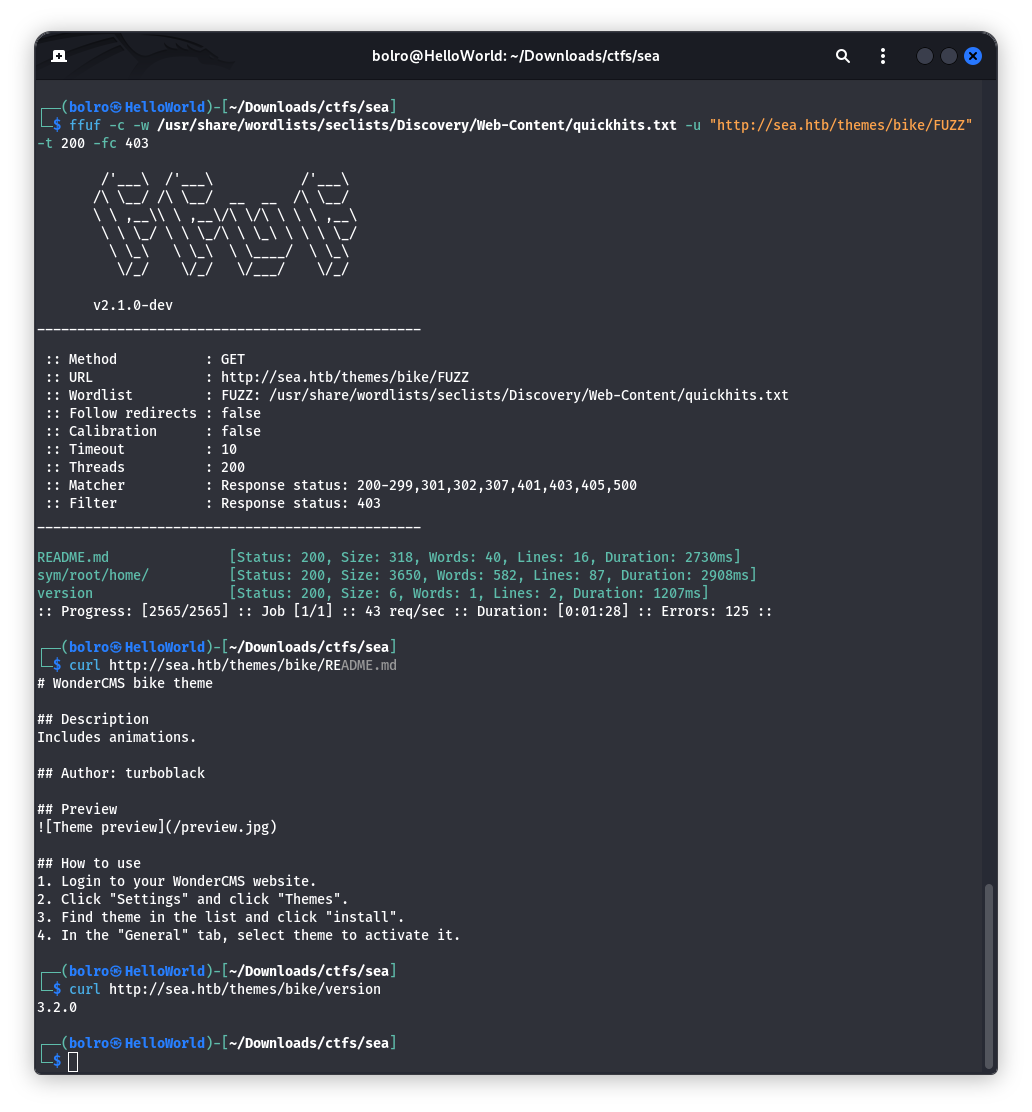 bolro@HelloWorld: ~/Downloads/ctfs/sea
┌──(bolro㉿HelloWorld)-[~/Downloads/ctfs/sea]
└─$ ffuf -c -w /usr/share/wordlists/seclists/Discovery/Web-Content/quickhits.txt -u "http://sea.htb/themes/bike/FUZZ"
-t 200 -fc 403
        /'___\  /'___\           /'___\
       /\ \__/ /\ \__/  __  __  /\ \__/
       \ \ ,__\\ \ ,__\/\ \/\ \ \ \ ,__\
        \ \ \_/ \ \ \_/\ \ \_\ \ \ \ \_/
         \ \_\   \ \_\  \ \____/  \ \_\
          \/_/    \/_/   \/___/    \/_/
       v2.1.0-dev
________________________________________________
 :: Method           : GET
 :: URL              : http://sea.htb/themes/bike/FUZZ
 :: Wordlist         : FUZZ: /usr/share/wordlists/seclists/Discovery/Web-Content/quickhits.txt
 :: Follow redirects : false
 :: Calibration      : false
 :: Timeout          : 10
 :: Threads          : 200
 :: Matcher          : Response status: 200-299,301,302,307,401,403,405,500
 :: Filter           : Response status: 403
________________________________________________
README.md               [Status: 200, Size: 318, Words: 40, Lines: 16, Duration: 2730ms]
sym/root/home/          [Status: 200, Size: 3650, Words: 582, Lines: 87, Duration: 2908ms]
version                 [Status: 200, Size: 6, Words: 1, Lines: 2, Duration: 1207ms]
:: Progress: [2565/2565] :: Job [1/1] :: 43 req/sec :: Duration: [0:01:28] :: Errors: 125 ::
┌──(bolro㉿HelloWorld)-[~/Downloads/ctfs/sea]
└─$ curl http://sea.htb/themes/bike/README.md
# WonderCMS bike theme
## Description
Includes animations.
## Author: turboblack
## Preview
![Theme preview](/preview.jpg)
## How to use
1. Login to your WonderCMS website.
2. Click "Settings" and click "Themes".
3. Find theme in the list and click "install".
4. In the "General" tab, select theme to activate it.
┌──(bolro㉿HelloWorld)-[~/Downloads/ctfs/sea]
└─$ curl http://sea.htb/themes/bike/version
3.2.0
┌──(bolro㉿HelloWorld)-[~/Downloads/ctfs/sea]
└─$